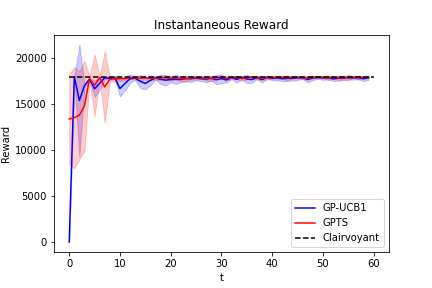 Instantaneous Reward
Reward
20000
15000
10000
5000
0
GP-UCB1
GPTS
Clairvoyant
0 10 20 30 40 50 60
t